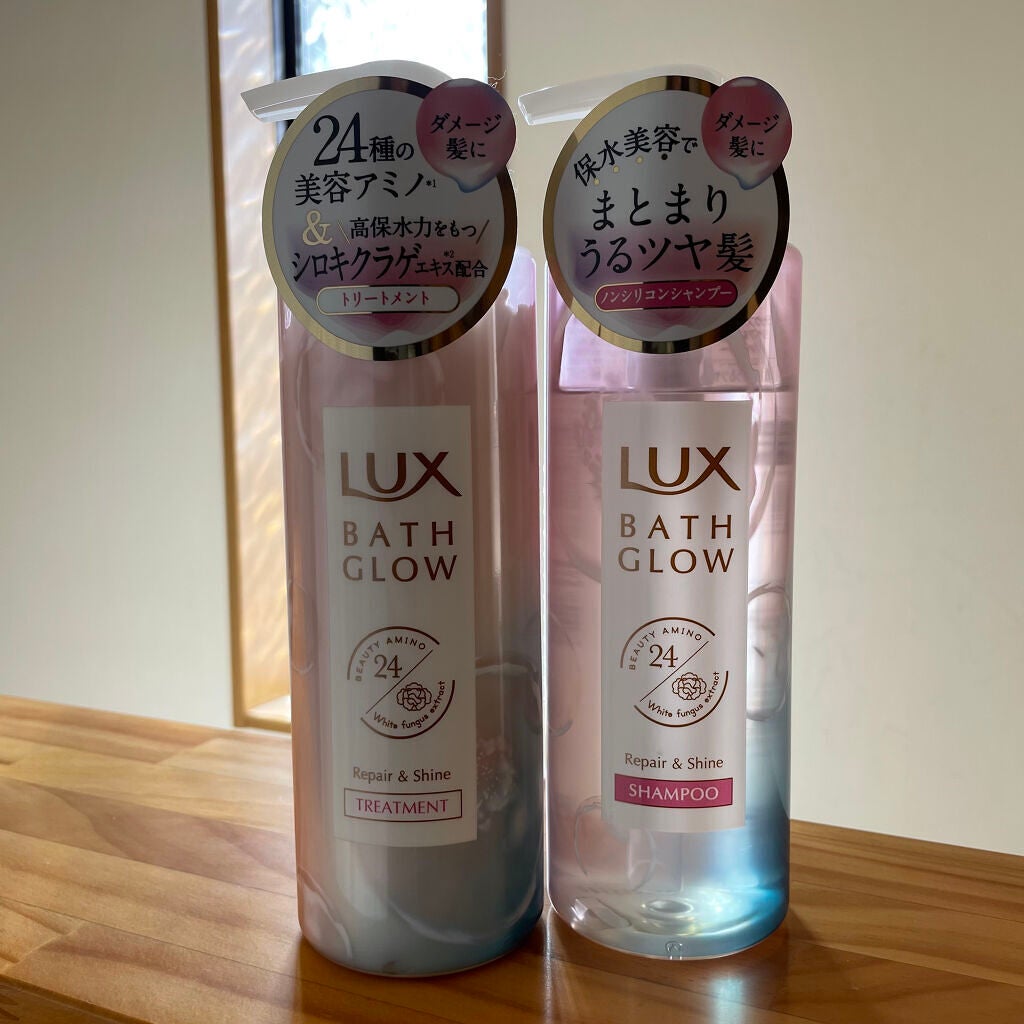 24種の
美容アミノ*1
&
\高保水力をもつ/
シロキクラゲエキス配合*2
トリートメント
ダメージ
髪に
LUX
BATH
GLOW
BEAUTY AMINO
24
White fungus extract
Repair & Shine
TREATMENT
保水美容で
まとまり
うるツヤ髪
ノンシリコンシャンプー
ダメージ
髪に
LUX
BATH
GLOW
BEAUTY AMINO
24
White fungus extract
Repair & Shine
SHAMPOO